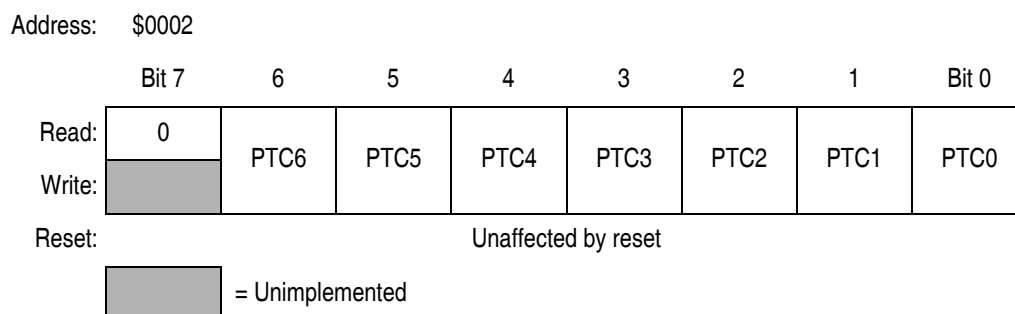 Address: $0002
Bit 7 6 5 4 3 2 1 Bit 0
Read: 0 PTC6 PTC5 PTC4 PTC3 PTC2 PTC1 PTC0
Write:
Reset: Unaffected by reset
= Unimplemented